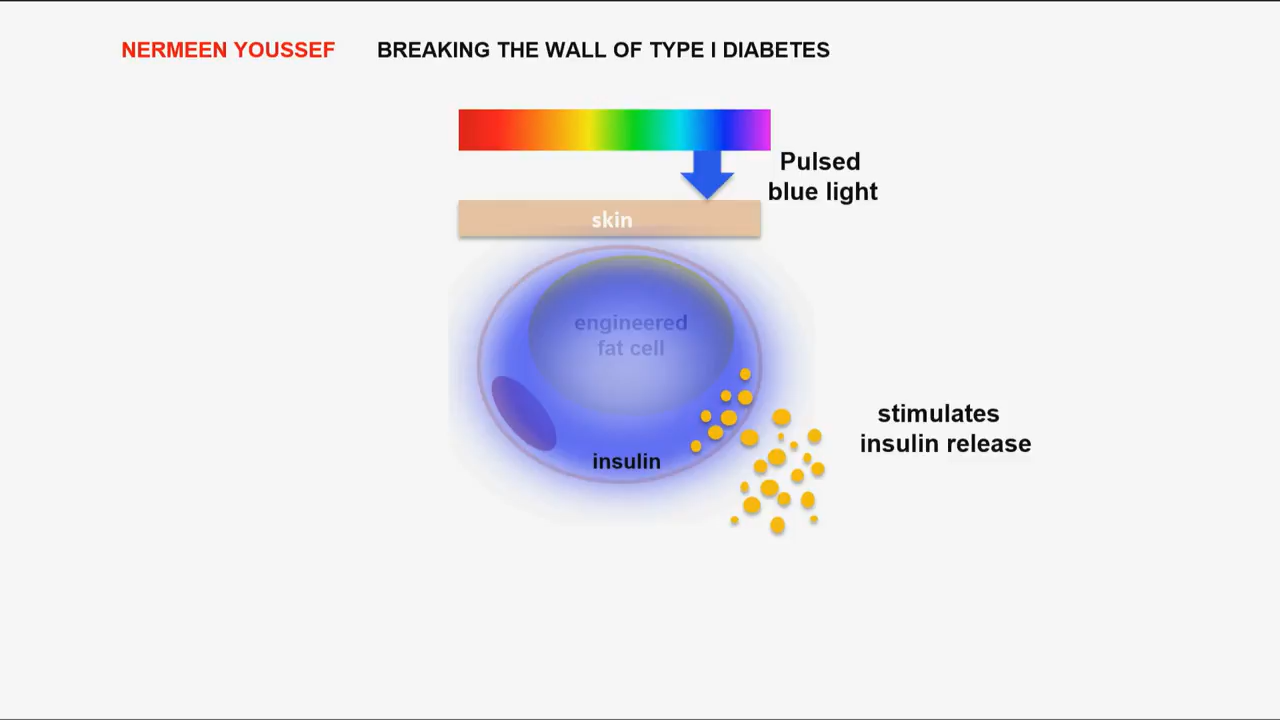 NERMEEN YOUSSEF BREAKING THE WALL OF TYPE I DIABETES
Pulsed
blue light
skin
engineered
fat cell
stimulates
insulin release
insulin